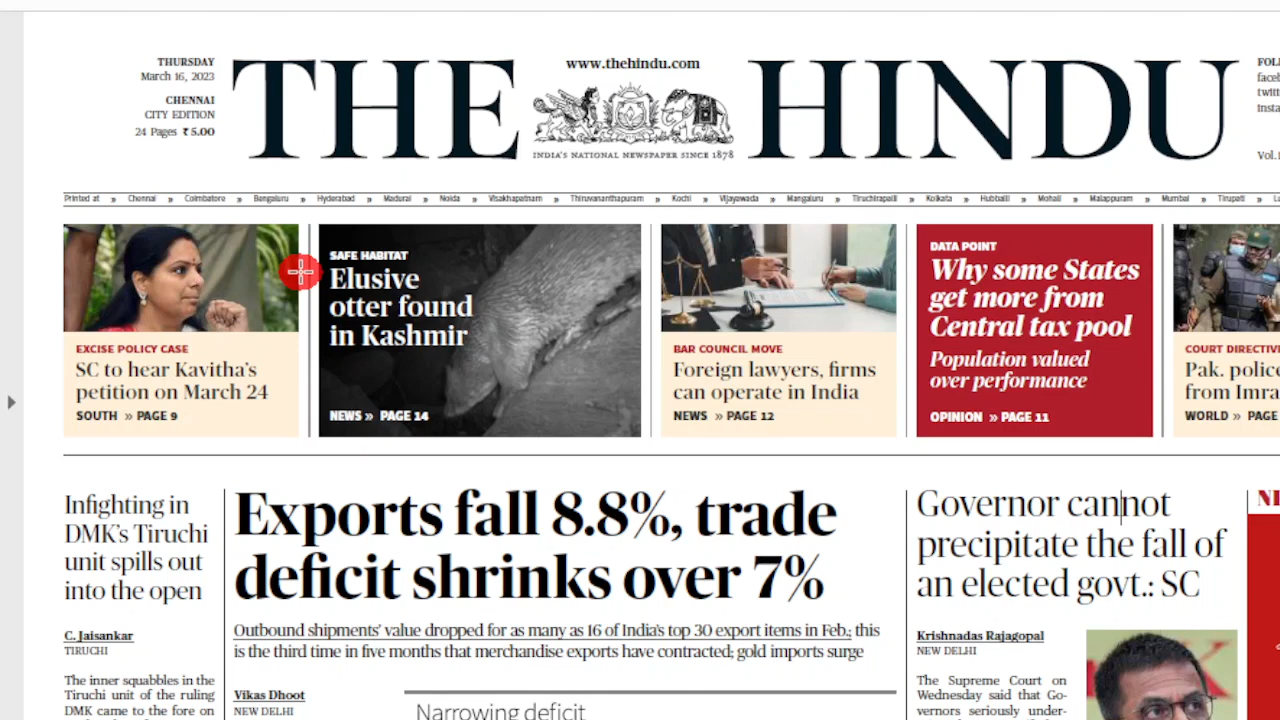 THURSDAY
March 16, 2023
CHENNAI
CITY EDITION
24 Pages ₹ 5.00
THE HINDU
www.thehindu.com
INDIA'S NATIONAL NEWSPAPER SINCE 1878
Printed at » Chennai » Coimbatore » Bengaluru » Hyderabad » Madurai » Noida » Visakhapatnam » Thiruvananthapuram » Kochi » Vijayawada » Mangaluru » Tiruchirapalli » Kolkata » Hubballi » Mohali » Malappuram » Mumbai » Tirupati »
EXCISE POLICY CASE
SC to hear Kavitha's
petition on March 24
SOUTH » PAGE 9
SAFE HABITAT
Elusive
otter found
in Kashmir
NEWS » PAGE 14
BAR COUNCIL MOVE
Foreign lawyers, firms
can operate in India
NEWS » PAGE 12
DATA POINT
Why some States
get more from
Central tax pool
Population valued
over performance
OPINION » PAGE 11
COURT
Pak.
from
WORLD » PAGE
Infighting in
DMK's Tiruchi
unit spills out
into the open
C. Jaisankar
TIRUCHI
The inner squabbles in the
Tiruchi unit of the ruling
DMK came to the fore on
Exports fall 8.8%, trade
deficit shrinks over 7%
Outbound shipments' value dropped for as many as 16 of India's top 30 export items in Feb.; this
is the third time in five months that merchandise exports have contracted; gold imports surge
Vikas Dhoot
NEW DELHI
Narrowing deficit
Governor cannot
precipitate the fall of
an elected govt.: SC
Krishnadas Rajagopal
NEW DELHI
The Supreme Court on
Wednesday said that Go-
vernors seriously under-